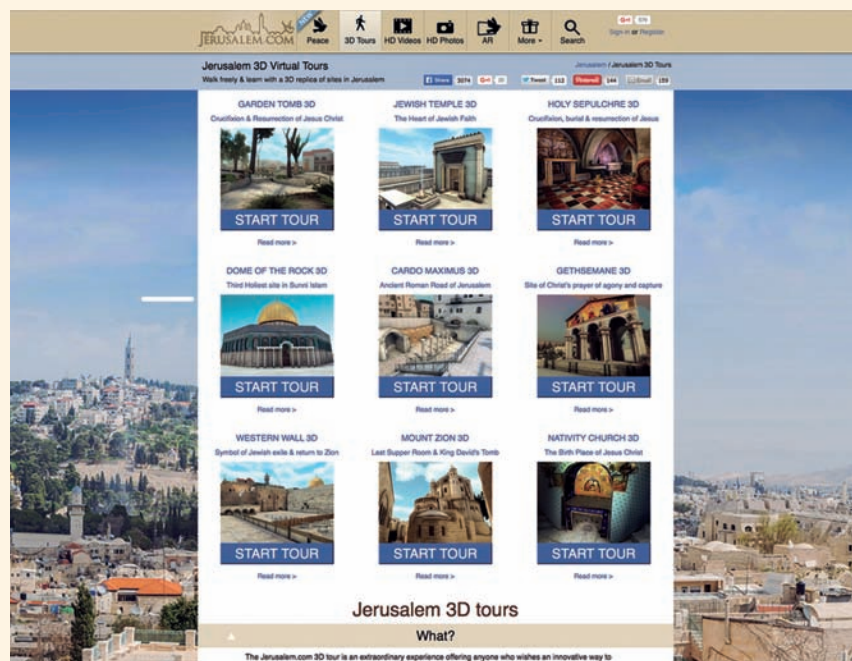 JERUSALEM.COM
NEW
Peace
3D Tours
HD Videos
HD Photos
AR
More
Search
G+1
Sign-in or Register
Jerusalem 3D Virtual Tours
Jerusalem / Jerusalem 3D Tours
Walk freely & learn with a 3D replica of sites in Jerusalem
Share 3074
G+1
Tweet 112
Pinterest 144
Email 159
GARDEN TOMB 3D
Crucifixion & Resurrection of Jesus Christ
START TOUR
Read more >
JEWISH TEMPLE 3D
The Heart of Jewish Faith
START TOUR
Read more >
HOLY SEPULCHRE 3D
Crucifixion, burial & resurrection of Jesus
START TOUR
Read more >
DOME OF THE ROCK 3D
Third Holiest site in Sunni Islam
START TOUR
Read more >
CARDO MAXIMUS 3D
Ancient Roman Road of Jerusalem
START TOUR
Read more >
GETHSEMANE 3D
Site of Christ's prayer of agony and capture
START TOUR
Read more >
WESTERN WALL 3D
Symbol of Jewish exile & return to Zion
START TOUR
Read more >
MOUNT ZION 3D
Last Supper Room & King David's Tomb
START TOUR
Read more >
NATIVITY CHURCH 3D
The Birth Place of Jesus Christ
START TOUR
Read more >
Jerusalem 3D tours
What?
The Jerusalem.com 3D tour is an extraordinary experience offering anyone who wishes an innovative way to